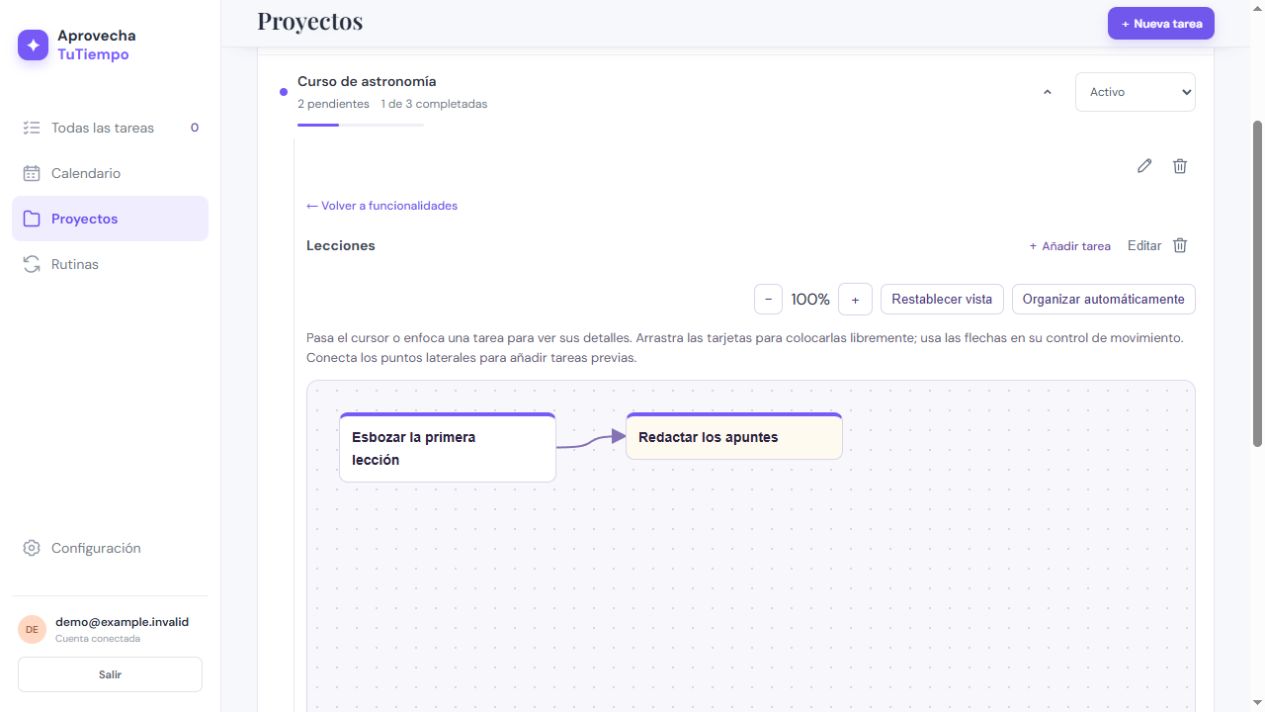 Aprovecha
TuTiempo
Todas las tareas 0
Calendario
Proyectos
Rutinas
Configuración
DE
demo@example.invalid
Cuenta conectada
Salir
Proyectos
+ Nueva tarea
Curso de astronomía
2 pendientes 1 de 3 completadas
Activo
← Volver a funcionalidades
Lecciones
+ Añadir tarea Editar
− 100% + Restablecer vista Organizar automáticamente
Pasa el cursor o enfoca una tarea para ver sus detalles. Arrastra las tarjetas para colocarlas libremente; usa las flechas en su control de movimiento.
Conecta los puntos laterales para añadir tareas previas.
Esbozar la primera
lección
Redactar los apuntes